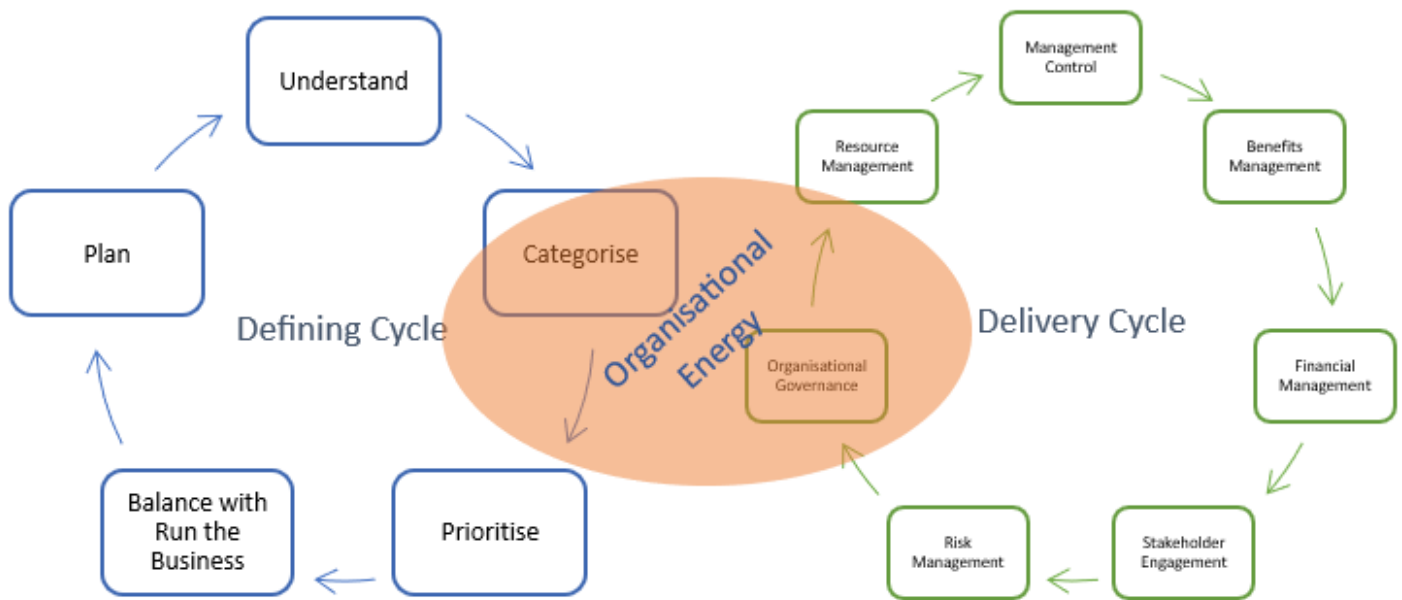 Understand
Categorise
Prioritise
Balance with
Run the
Business
Plan
Defining Cycle
Organisational
Energy
Delivery Cycle
Management
Control
Benefits
Management
Financial
Management
Stakeholder
Engagement
Risk
Management
Organisational
Governance
Resource
Management